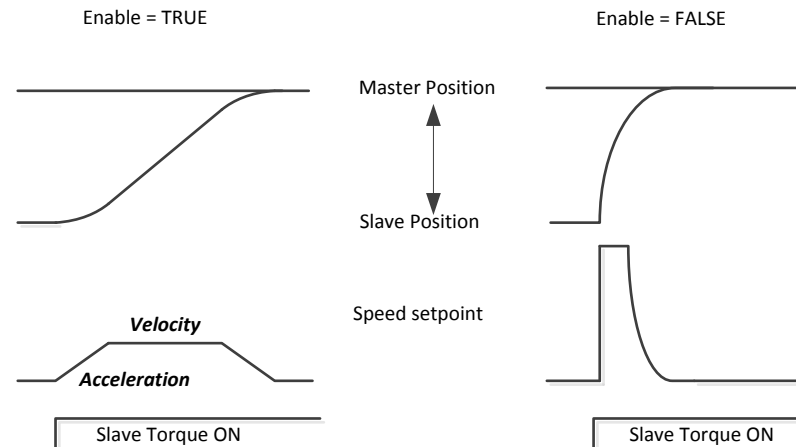 Enable = TRUE
Enable = FALSE
Master Position
Slave Position
Speed setpoint
Velocity
Acceleration
Slave Torque ON
Slave Torque ON